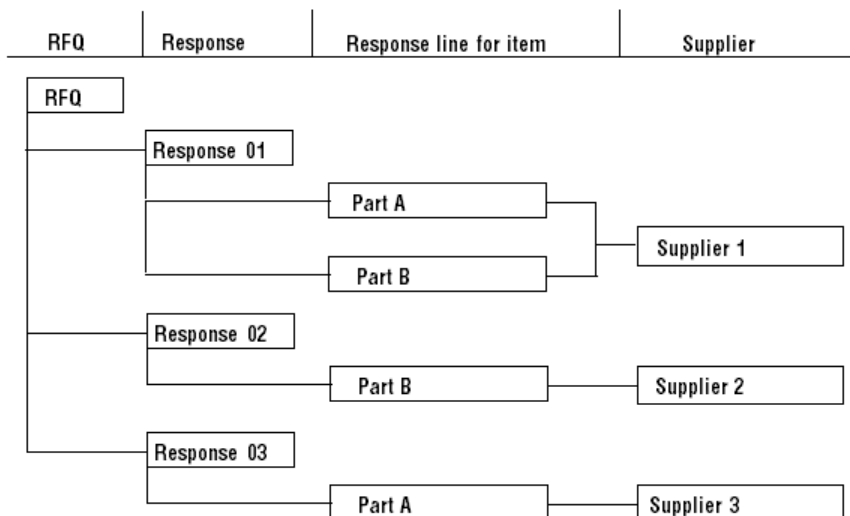 RFQ Response Response line for item Supplier
RFQ
Response 01
Part A
Supplier 1
Part B
Response 02
Part B Supplier 2
Response 03
Part A Supplier 3